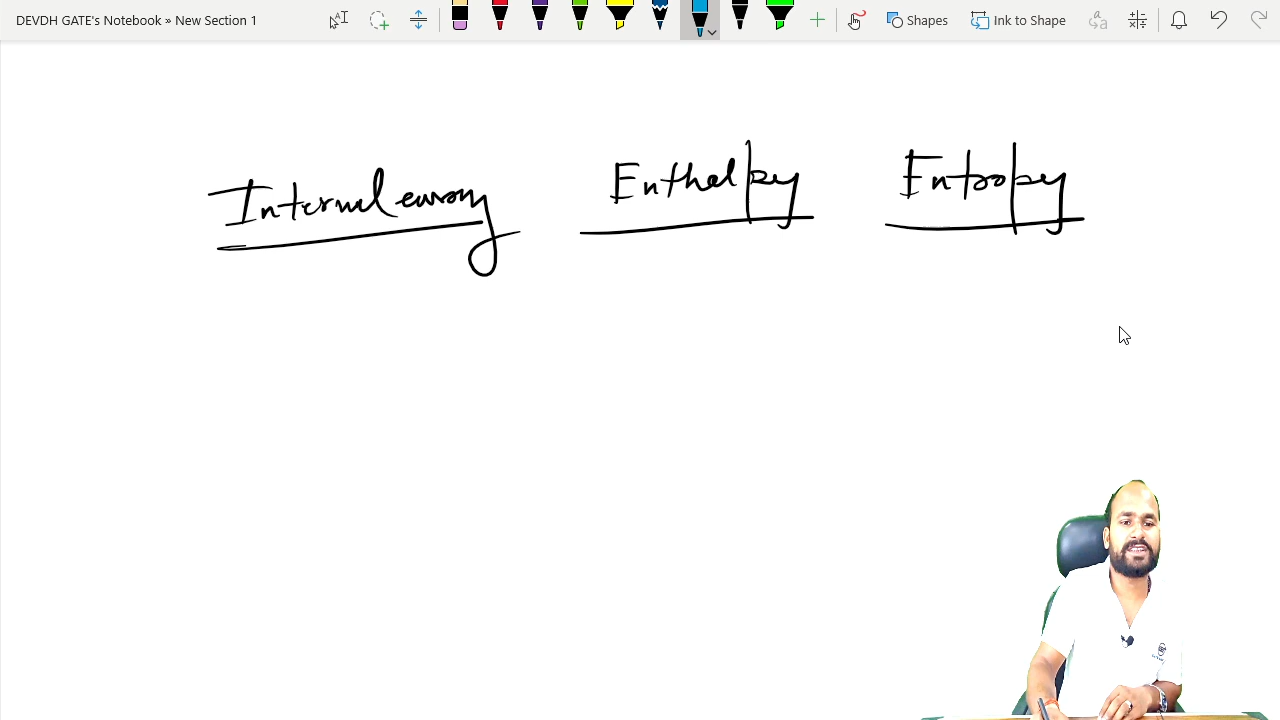 DEVDH GATE's Notebook » New Section 1
Shapes
Ink to Shape
Internal energy Enthalpy Entropy